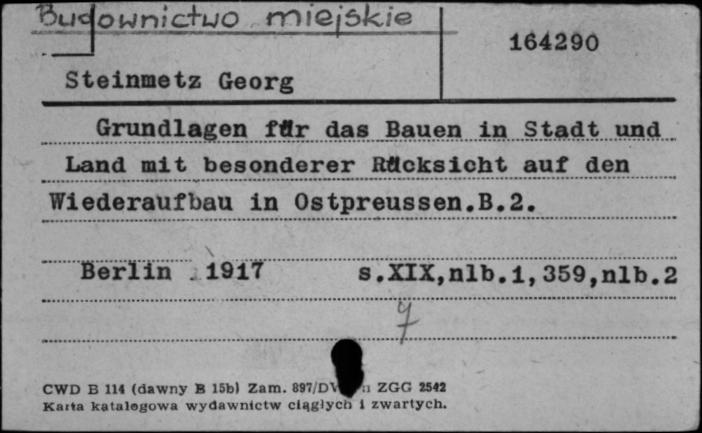 Budownictwo miejskie
164290
Steinmetz Georg
Grundlagen für das Bauen in Stadt und
Land mit besonderer Rücksicht auf den
Wiederaufbau in Ostpreussen.B.2.
Berlin 1917 s.XIX,nlb.1,359,nlb.2
CWD B 114 (dawny B 15b) Zam. 897/DV ZGG 2542
Karta katalogowa wydawnictw ciągłych i zwartych.